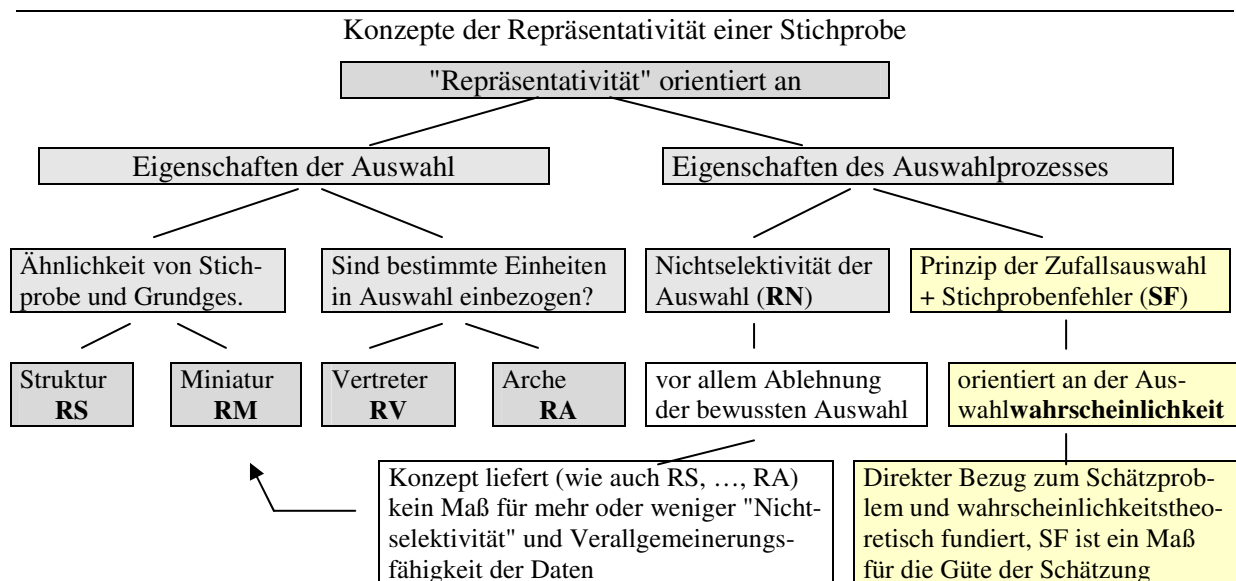 Konzepte der Repräsentativität einer Stichprobe
"Repräsentativität" orientiert an
Eigenschaften der Auswahl
Eigenschaften des Auswahlprozesses
Ähnlichkeit von Stich-
probe und Grundges.
Sind bestimmte Einheiten
in Auswahl einbezogen?
Nichtselektivität der
Auswahl (RN)
Prinzip der Zufallsauswahl
+ Stichprobenfehler (SF)
Struktur
RS
Miniatur
RM
Vertreter
RV
Arche
RA
vor allem Ablehnung
der bewussten Auswahl
orientiert an der Aus-
wahlwahrscheinlichkeit
Konzept liefert (wie auch RS, …, RA)
kein Maß für mehr oder weniger "Nicht-
selektivität" und Verallgemeinerungs-
fähigkeit der Daten
Direkter Bezug zum Schätzprob-
lem und wahrscheinlichkeitstheo-
retisch fundiert, SF ist ein Maß
für die Güte der Schätzung